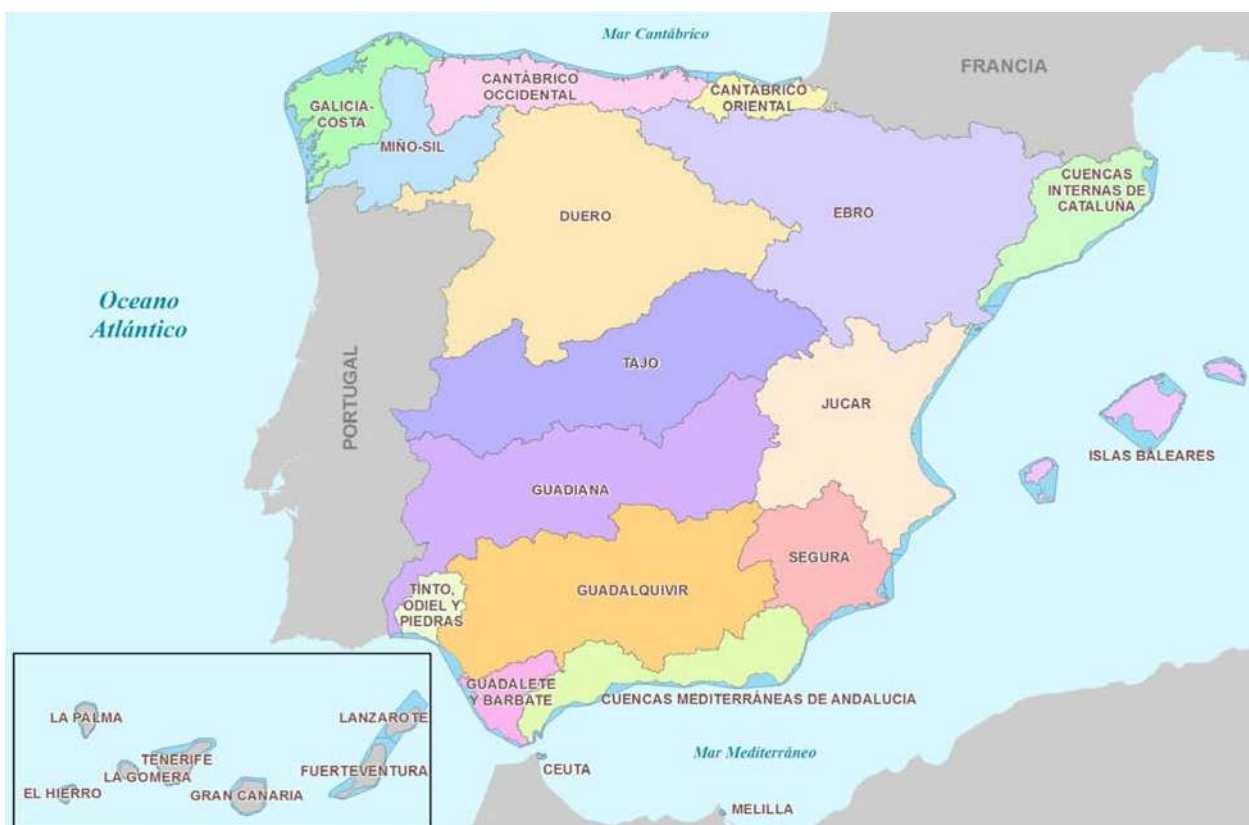 Mar Cantábrico
FRANCIA
CANTÁBRICO
OCCIDENTAL
CANTÁBRICO
ORIENTAL
GALICIA-
COSTA
MIÑO-SIL
CUENCAS
INTERNAS DE
CATALUÑA
DUERO
EBRO
Oceano
Atlántico
PORTUGAL
TAJO
JUCAR
ISLAS BALEARES
GUADIANA
SEGURA
TINTO,
ODIEL Y
PIEDRAS
GUADALQUIVIR
GUADALETE
Y BARBATE
CUENCAS MEDITERRÁNEAS DE ANDALUCIA
LA PALMA
LANZAROTE
TENERIFE
LA GOMERA
FUERTEVENTURA
EL HIERRO
GRAN CANARIA
Mar Mediterráneo
CEUTA
MELILLA